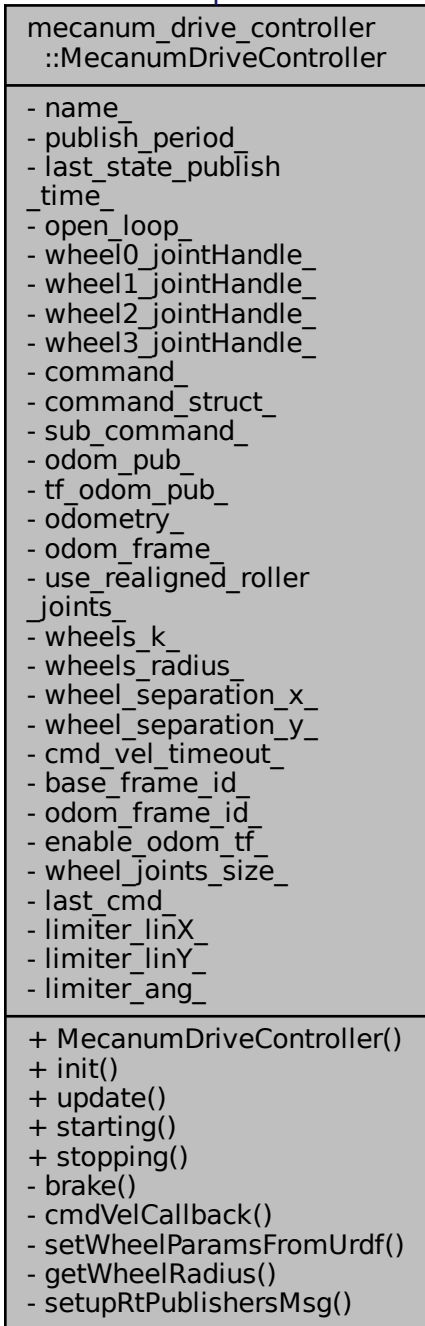 mecanum_drive_controller
::MecanumDriveController
- name_
- publish_period_
- last_state_publish
_time_
- open_loop_
- wheel0_jointHandle_
- wheel1_jointHandle_
- wheel2_jointHandle_
- wheel3_jointHandle_
- command_
- command_struct_
- sub_command_
- odom_pub_
- tf_odom_pub_
- odometry_
- odom_frame_
- use_realigned_roller
_joints_
- wheels_k_
- wheels_radius_
- wheel_separation_x_
- wheel_separation_y_
- cmd_vel_timeout_
- base_frame_id_
- odom_frame_id_
- enable_odom_tf_
- wheel_joints_size_
- last_cmd_
- limiter_linX_
- limiter_linY_
- limiter_ang_
+ MecanumDriveController()
+ init()
+ update()
+ starting()
+ stopping()
- brake()
- cmdVelCallback()
- setWheelParamsFromUrdf()
- getWheelRadius()
- setupRtPublishersMsg()